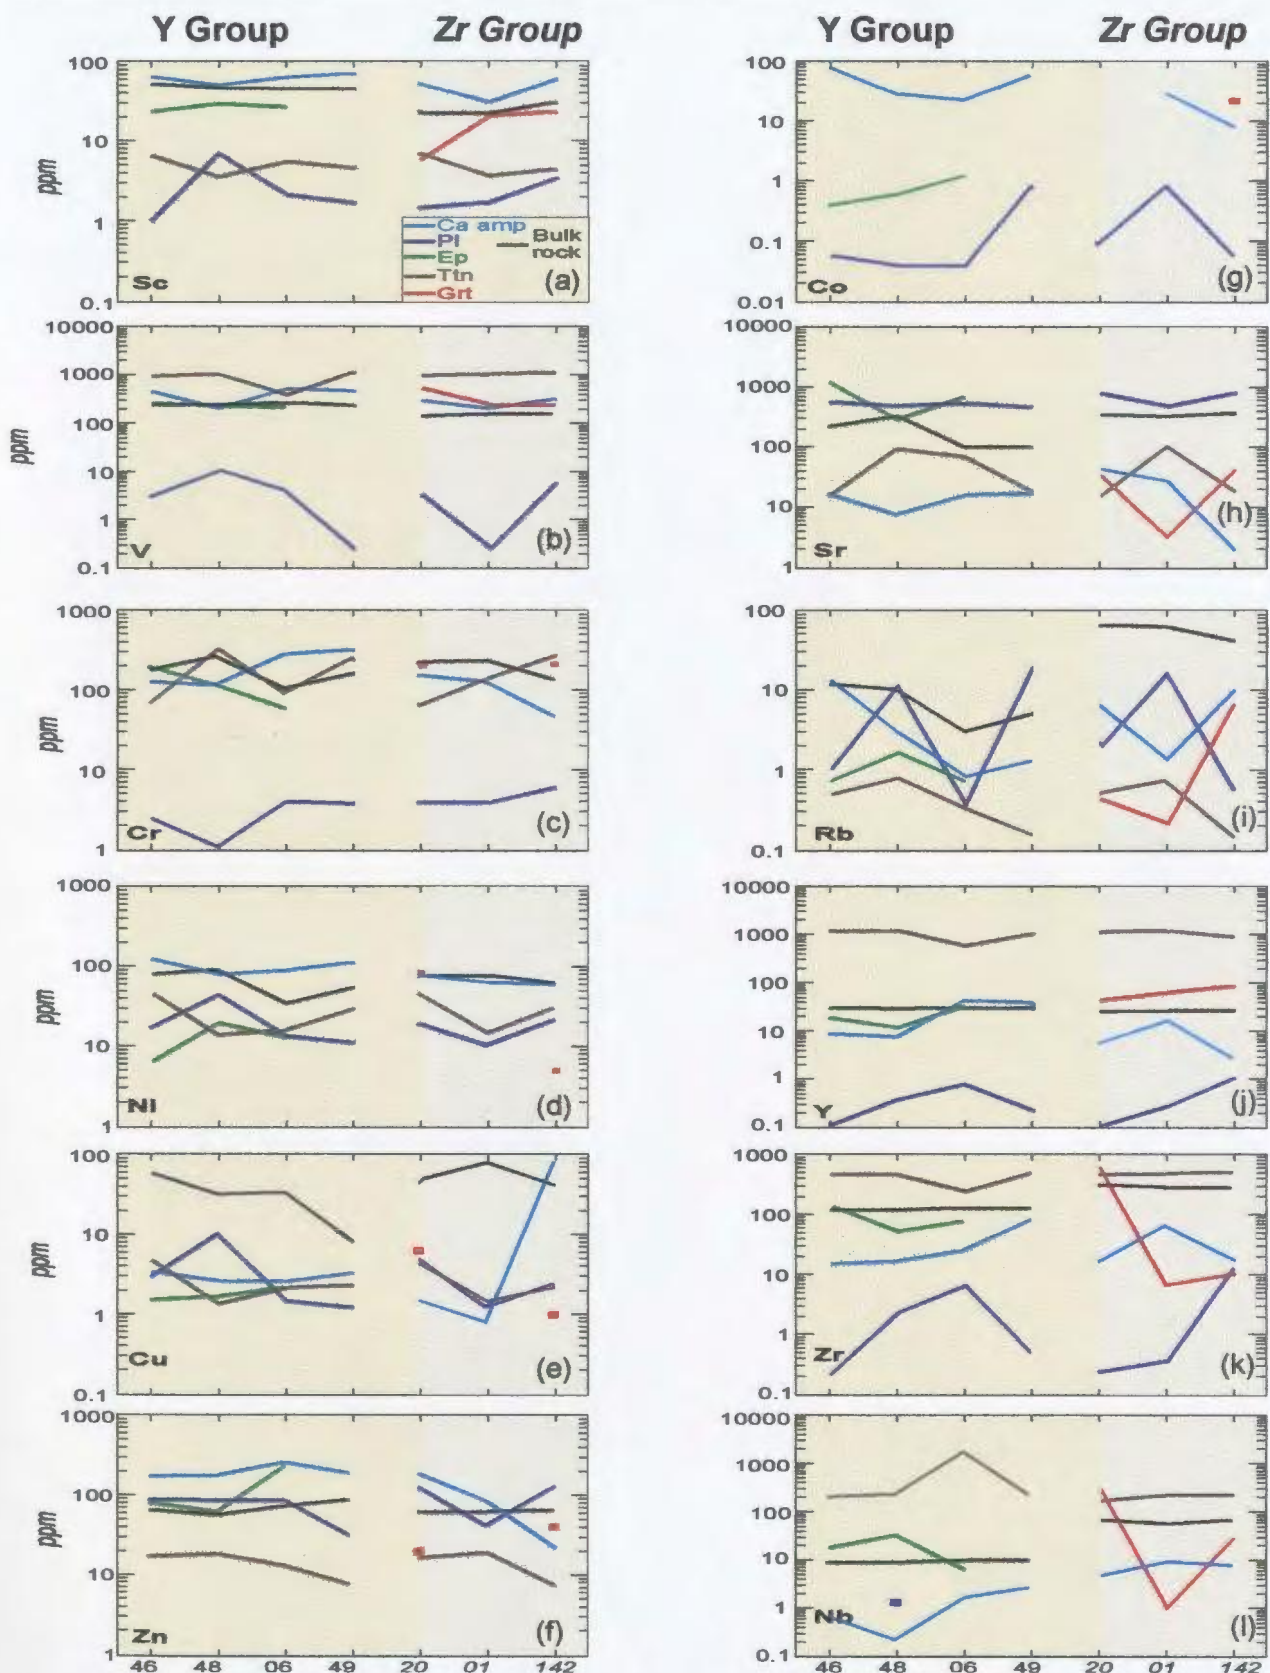 Y Group Zr Group
100
10
1
0.1
ppm
Sc
Ca amp
Pl
Ep
Ttn
Grt
Bulk
rock
(a)
10000
1000
100
10
1
0.1
ppm
V
(b)
1000
100
10
1
ppm
Cr
(c)
1000
100
10
1
ppm
Ni
(d)
100
10
1
0.1
ppm
Cu
(e)
1000
100
10
1
ppm
Zn
(f)
46 48 06 49 20 01 142
Y Group Zr Group
100
10
1
0.1
0.01
Co
(g)
10000
1000
100
10
1
Sr
(h)
100
10
1
0.1
Rb
(i)
10000
1000
100
10
1
0.1
Y
(j)
1000
100
10
1
0.1
Zr
(k)
10000
1000
100
10
1
0.1
Nb
(l)
46 48 06 49 20 01 142